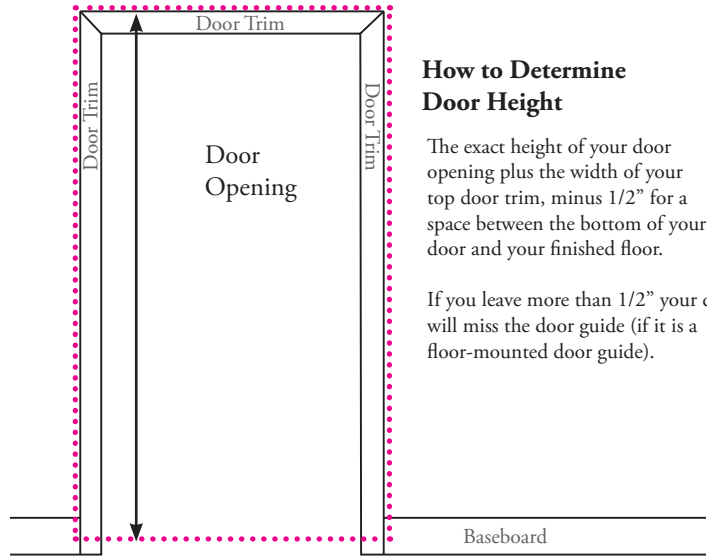 Door Trim
Door Trim
Door Trim
Door
Opening
How to Determine
Door Height
The exact height of your door
opening plus the width of your
top door trim, minus 1/2” for a
space between the bottom of your
door and your finished floor.
If you leave more than 1/2” your
will miss the door guide (if it is a
floor-mounted door guide).
Baseboard